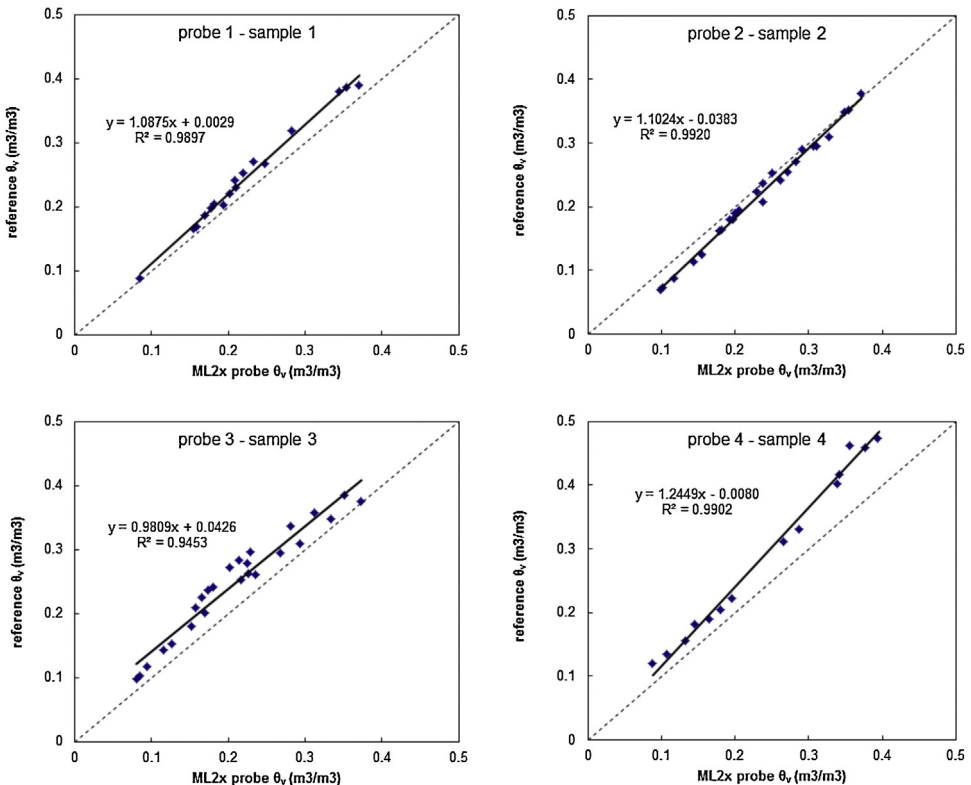 probe 1 - sample 1
y = 1.0875x + 0.0029
R² = 0.9897
reference θv (m3/m3)
0.5
0.4
0.3
0.2
0.1
0
0
0.1
0.2
0.3
0.4
0.5
ML2x probe θv (m3/m3)
probe 2 - sample 2
y = 1.1024x - 0.0383
R² = 0.9920
reference θv (m3/m3)
0.5
0.4
0.3
0.2
0.1
0
0
0.1
0.2
0.3
0.4
0.5
ML2x probe θv (m3/m3)
probe 3 - sample 3
y = 0.9809x + 0.0426
R² = 0.9453
reference θv (m3/m3)
0.5
0.4
0.3
0.2
0.1
0
0
0.1
0.2
0.3
0.4
0.5
ML2x probe θv (m3/m3)
probe 4 - sample 4
y = 1.2449x - 0.0080
R² = 0.9902
reference θv (m3/m3)
0.5
0.4
0.3
0.2
0.1
0
0
0.1
0.2
0.3
0.4
0.5
ML2x probe θv (m3/m3)